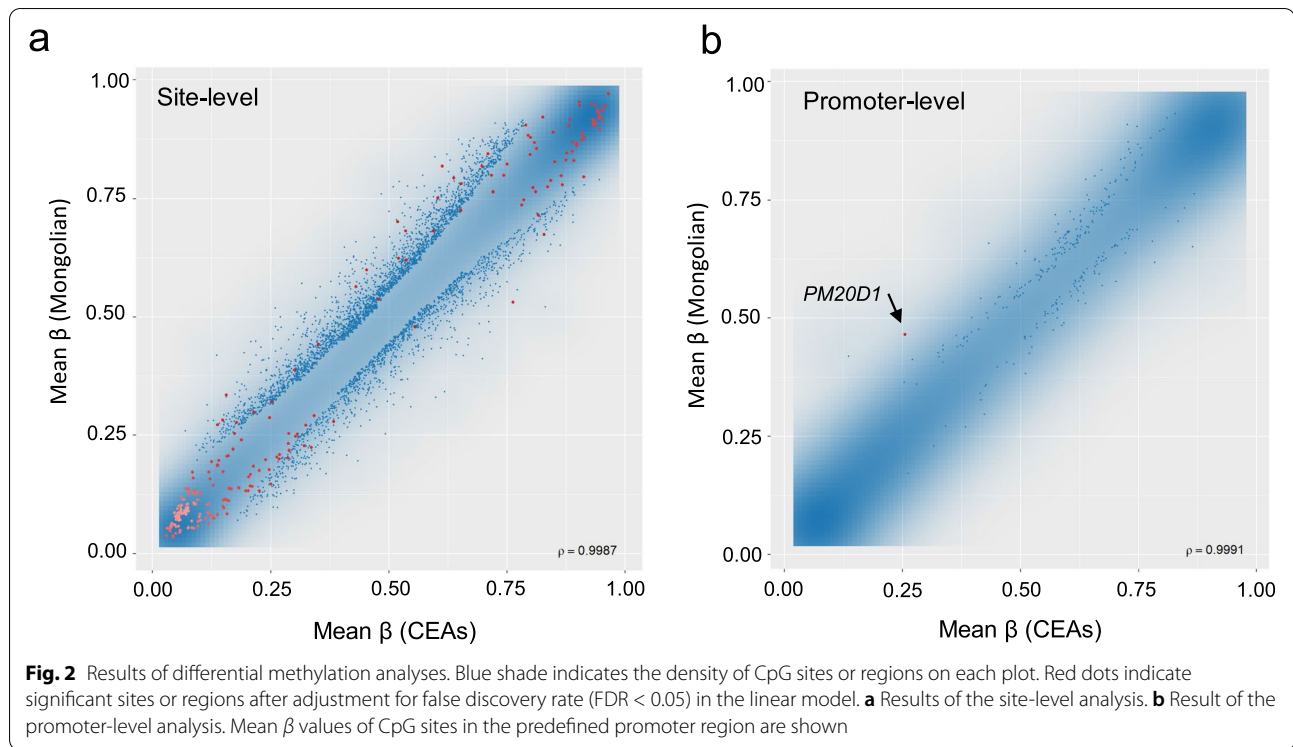 a
Site-level
1.00
0.75
0.50
0.25
0.00
Mean β (Mongolian)
ρ = 0.9987
0.00 0.25 0.50 0.75 1.00
Mean β (CEAs)
b
Promoter-level
1.00
0.75
0.50
0.25
0.00
Mean β (Mongolian)
PM20D1
ρ = 0.9991
0.00 0.25 0.50 0.75 1.00
Mean β (CEAs)
Fig. 2 Results of differential methylation analyses. Blue shade indicates the density of CpG sites or regions on each plot. Red dots indicate
significant sites or regions after adjustment for false discovery rate (FDR < 0.05) in the linear model. a Results of the site-level analysis. b Result of the
promoter-level analysis. Mean β values of CpG sites in the predefined promoter region are shown